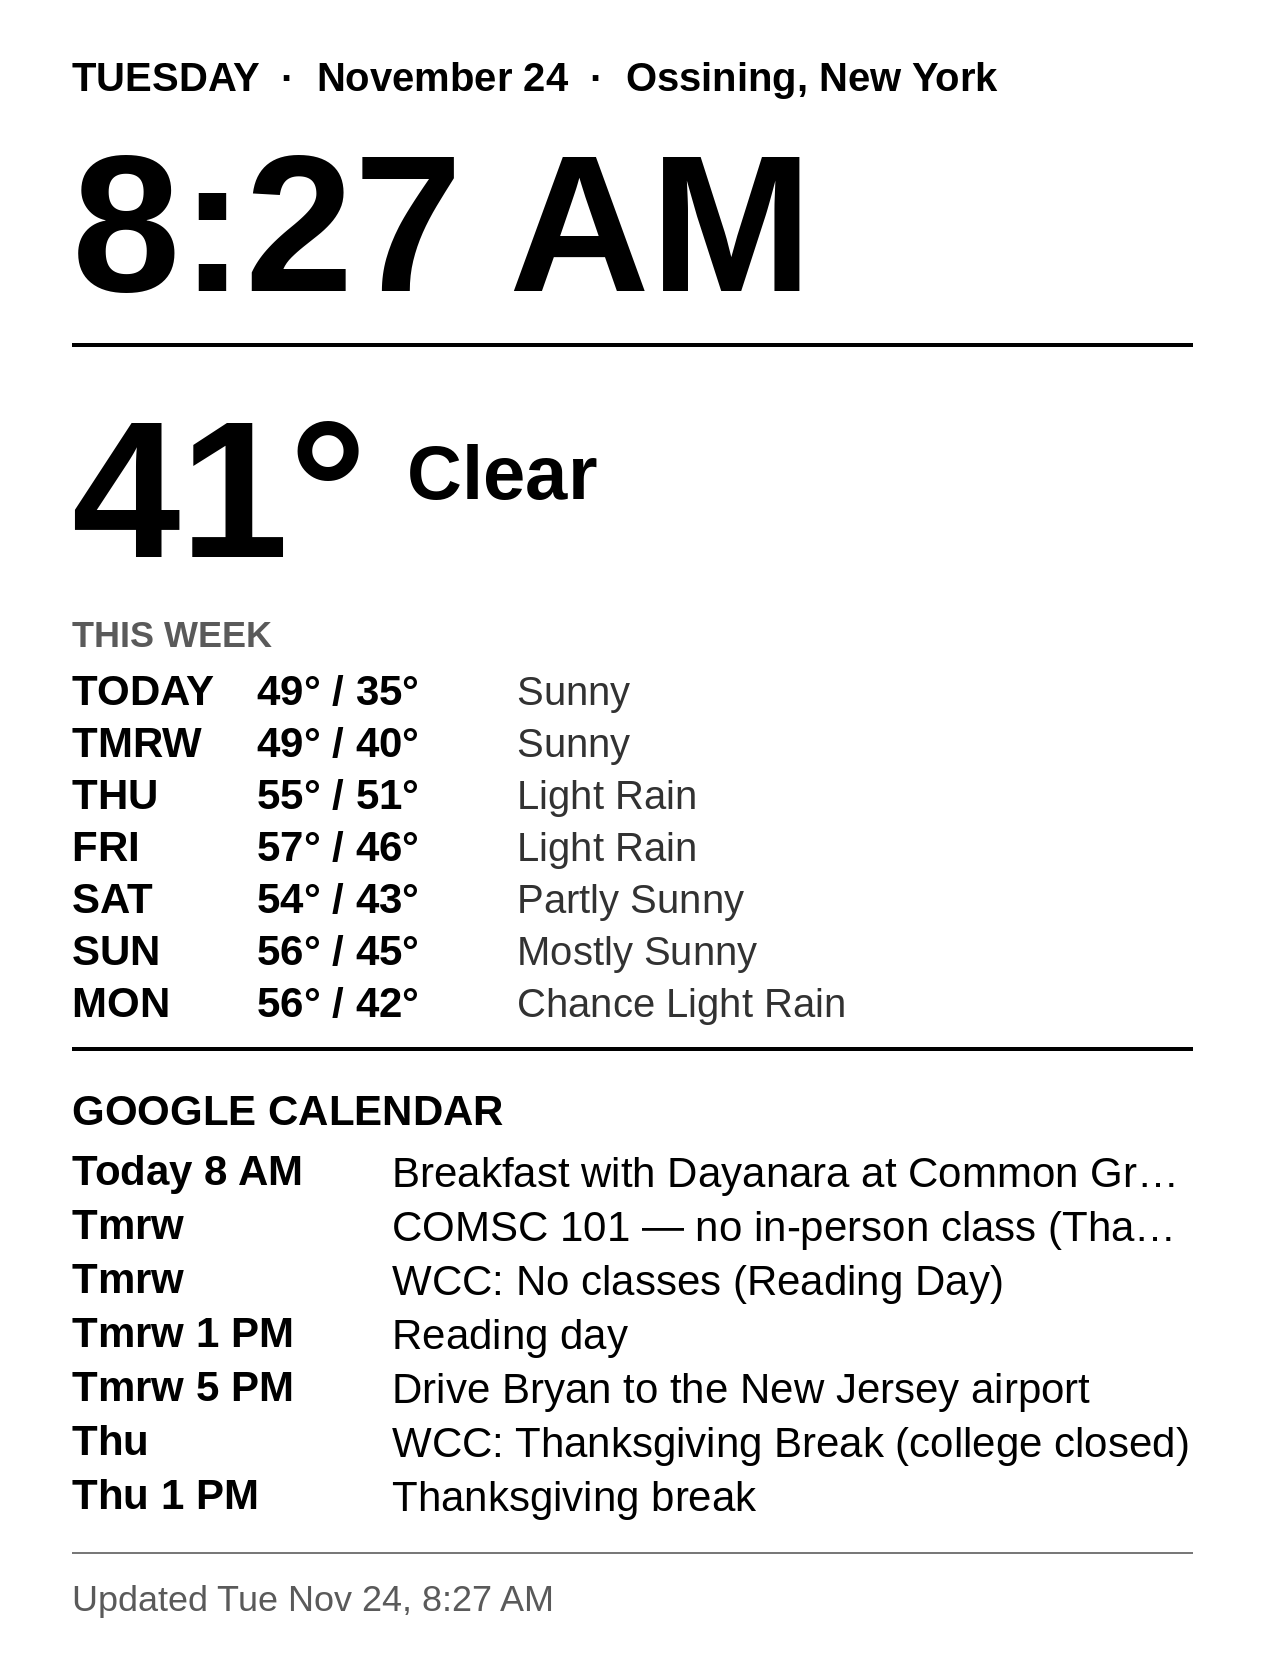 TUESDAY · November 24 · Ossining, New York
8:27 AM
41° Clear
THIS WEEK
TODAY 49° / 35° Sunny
TMRW 49° / 40° Sunny
THU 55° / 51° Light Rain
FRI 57° / 46° Light Rain
SAT 54° / 43° Partly Sunny
SUN 56° / 45° Mostly Sunny
MON 56° / 42° Chance Light Rain
GOOGLE CALENDAR
Today 8 AM Breakfast with Dayanara at Common Gr…
Tmrw COMSC 101 — no in-person class (Tha…
Tmrw WCC: No classes (Reading Day)
Tmrw 1 PM Reading day
Tmrw 5 PM Drive Bryan to the New Jersey airport
Thu WCC: Thanksgiving Break (college closed)
Thu 1 PM Thanksgiving break
Updated Tue Nov 24, 8:27 AM